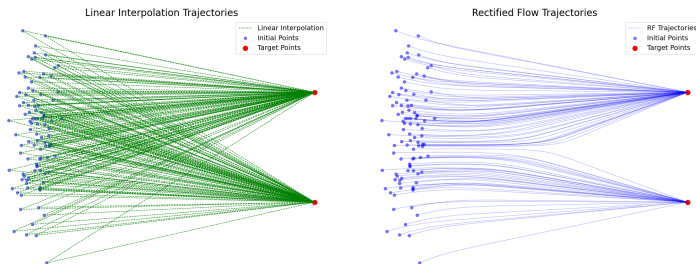 Linear Interpolation Trajectories
Linear Interpolation
Initial Points
Target Points
Rectified Flow Trajectories
RF Trajectories
Initial Points
Target Points